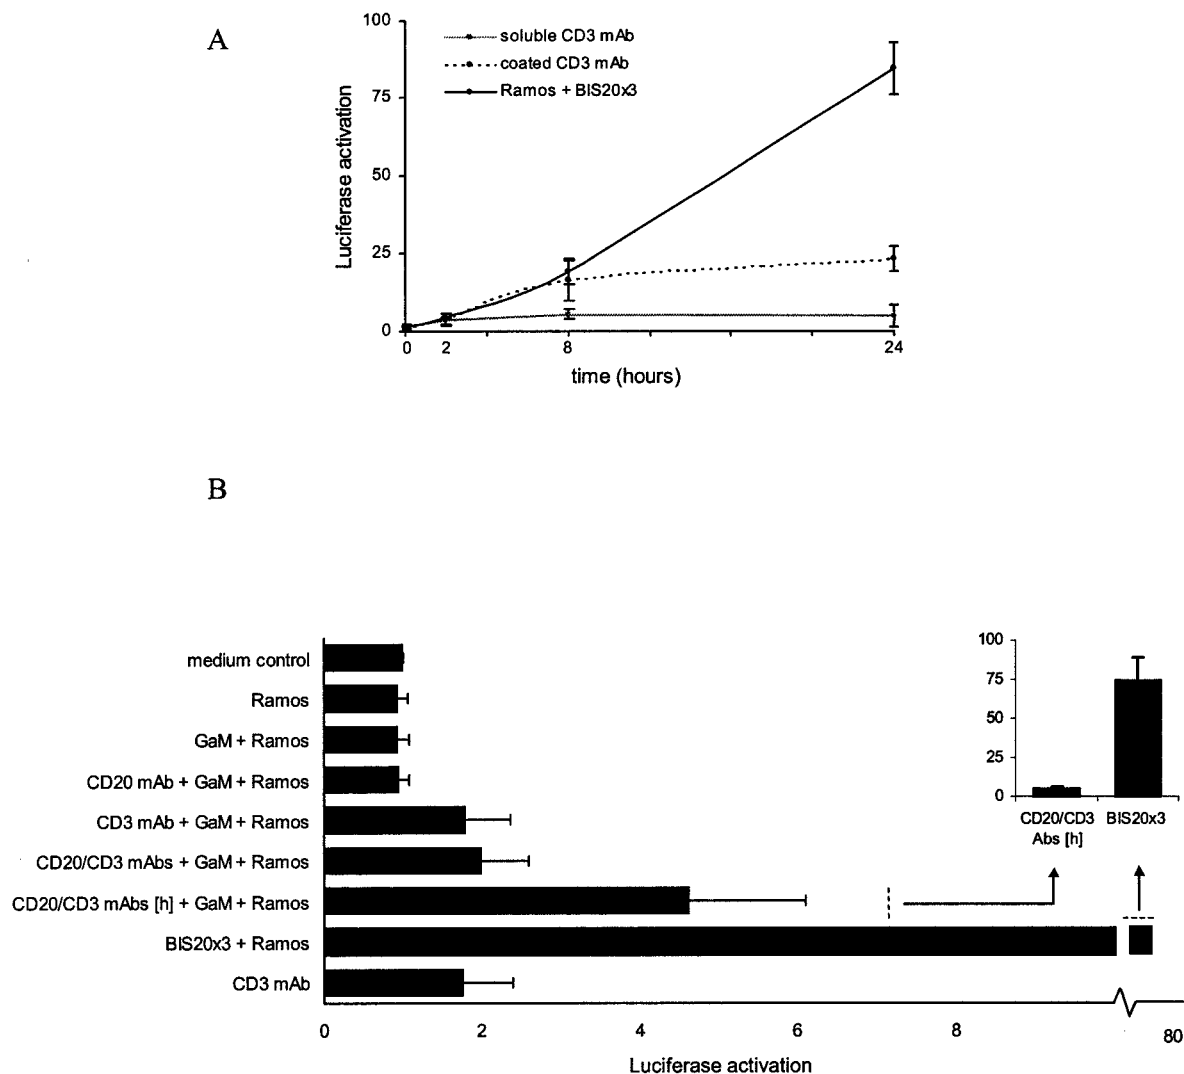 A
100
75
50
25
0
Luciferase activation
soluble CD3 mAb
coated CD3 mAb
Ramos + BIS20x3
0 2 8 24
time (hours)
B
medium control
Ramos
GaM + Ramos
CD20 mAb + GaM + Ramos
CD3 mAb + GaM + Ramos
CD20/CD3 mAbs + GaM + Ramos
CD20/CD3 mAbs [h] + GaM + Ramos
BIS20x3 + Ramos
CD3 mAb
100
75
50
25
0
CD20/CD3 BIS20x3
Abs [h]
0 2 4 6 8 80
Luciferase activation